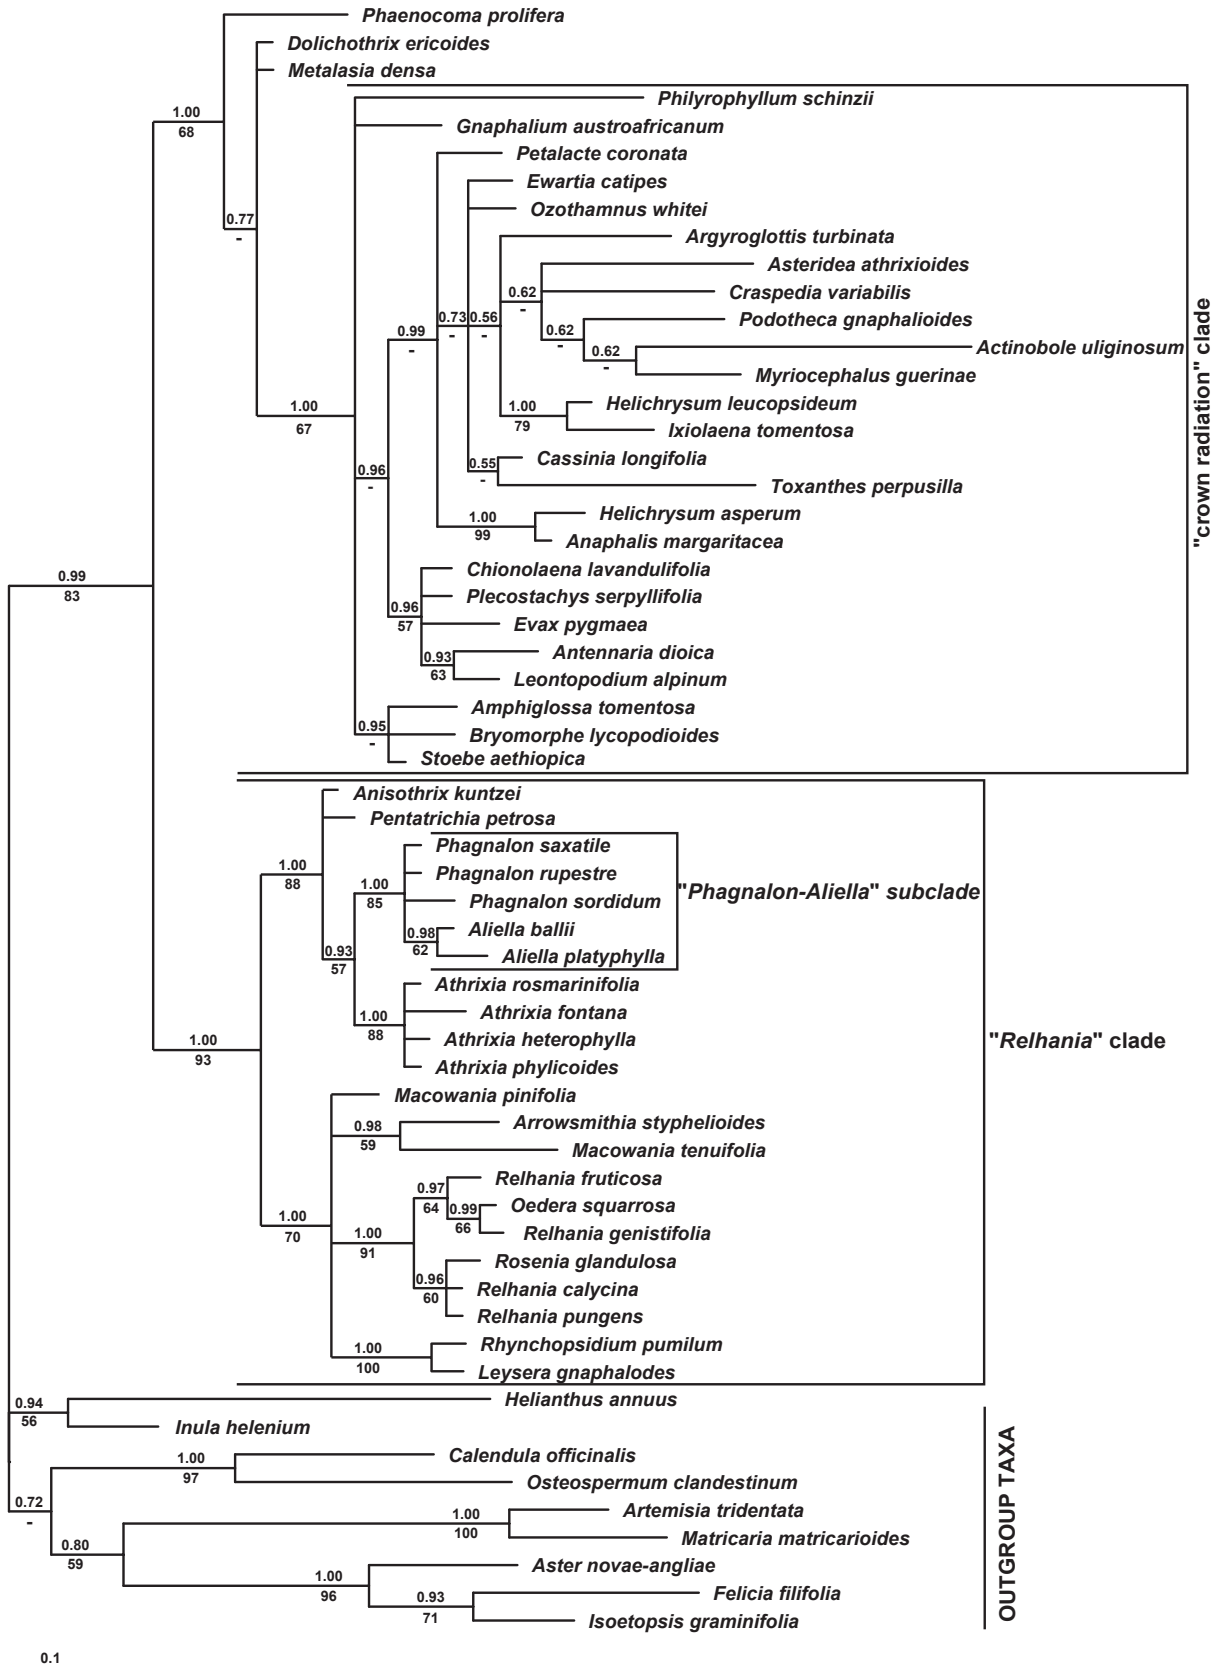 Phaenocoma prolifera
Dolichothrix ericoides
Metalasia densa
Philyrophyllum schinzii
1.00
68
Gnaphalium austroafricanum
Petalacte coronata
Ewartia catipes
Ozothamnus whitei
0.77
-
Argyroglottis turbinata
Asteridea athrixioides
Craspedia variabilis
0.62
-
Podotheca gnaphalioides
0.99
-
0.73
-
0.56
-
0.62
-
Actinobole uliginosum
0.62
-
Myriocephalus guerinae
1.00
67
Helichrysum leucopsideum
1.00
79
Ixiolaena tomentosa
Cassinia longifolia
0.96
-
0.55
-
Toxanthes perpusilla
Helichrysum asperum
1.00
99
Anaphalis margaritacea
"crown radiation" clade
0.99
83
Chionolaena lavandulifolia
Plecostachys serpyllifolia
0.96
57
Evax pygmaea
Antennaria dioica
0.93
63
Leontopodium alpinum
Amphiglossa tomentosa
0.95
-
Bryomorphe lycopodioides
Stoebe aethiopica
Anisothrix kuntzei
Pentatrichia petrosa
Phagnalon saxatile
1.00
88
Phagnalon rupestre
1.00
85
"Phagnalon-Aliella" subclade
Phagnalon sordidum
Aliella ballii
0.98
62
0.93
57
Aliella platyphylla
Athrixia rosmarinifolia
Athrixia fontana
1.00
88
Athrixia heterophylla
"Relhania" clade
1.00
93
Athrixia phylicoides
Macowania pinifolia
Arrowsmithia styphelioides
0.98
59
Macowania tenuifolia
Relhania fruticosa
0.97
64
Oedera squarrosa
0.99
66
1.00
70
Relhania genistifolia
1.00
91
Rosenia glandulosa
0.96
60
Relhania calycina
Relhania pungens
Rhynchopsidium pumilum
1.00
100
Leysera gnaphalodes
Helianthus annuus
0.94
56
Inula helenium
Calendula officinalis
1.00
97
Osteospermum clandestinum
0.72
-
Artemisia tridentata
1.00
100
Matricaria matricarioides
0.80
59
Aster novae-angliae
1.00
96
Felicia filifolia
0.93
71
Isoetopsis graminifolia
OUTGROUP TAXA
0.1